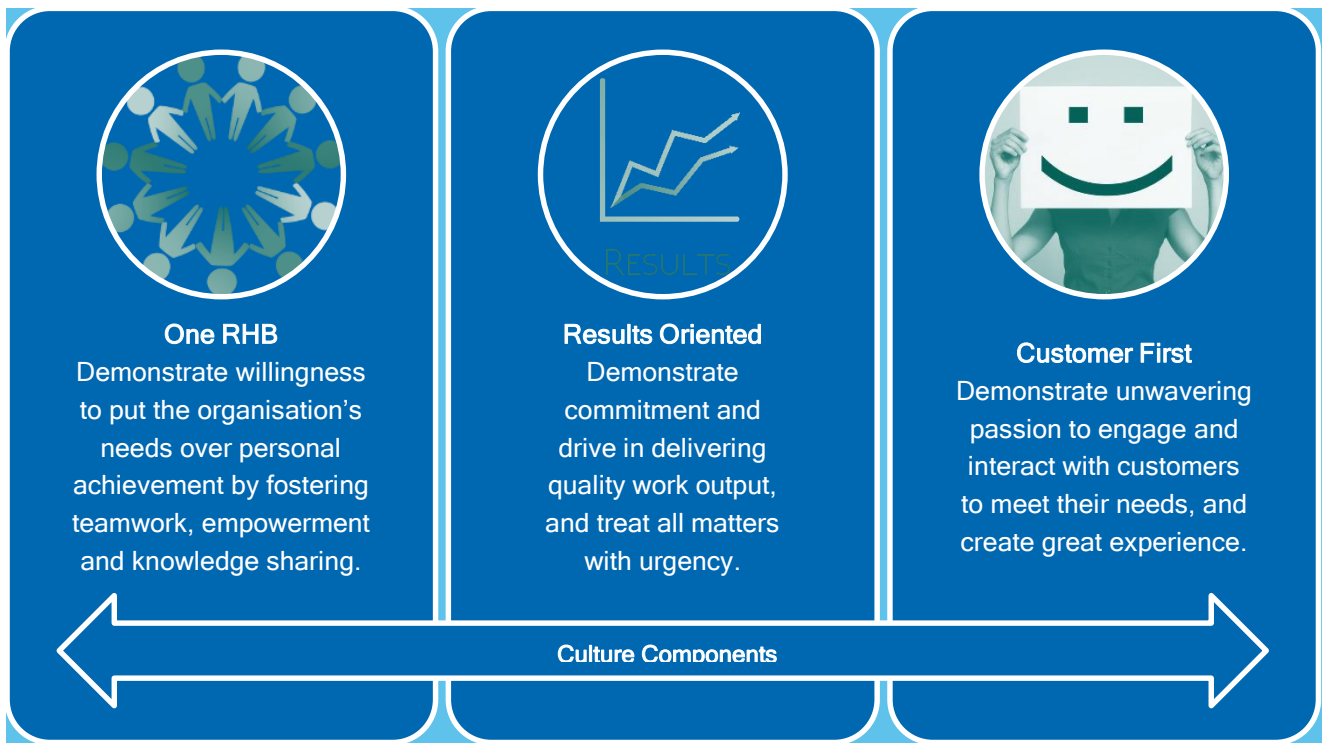 One RHB
Demonstrate willingness
to put the organisation’s
needs over personal
achievement by fostering
teamwork, empowerment
and knowledge sharing.
RESULTS
Results Oriented
Demonstrate
commitment and
drive in delivering
quality work output,
and treat all matters
with urgency.
Customer First
Demonstrate unwavering
passion to engage and
interact with customers
to meet their needs, and
create great experience.
Culture Components